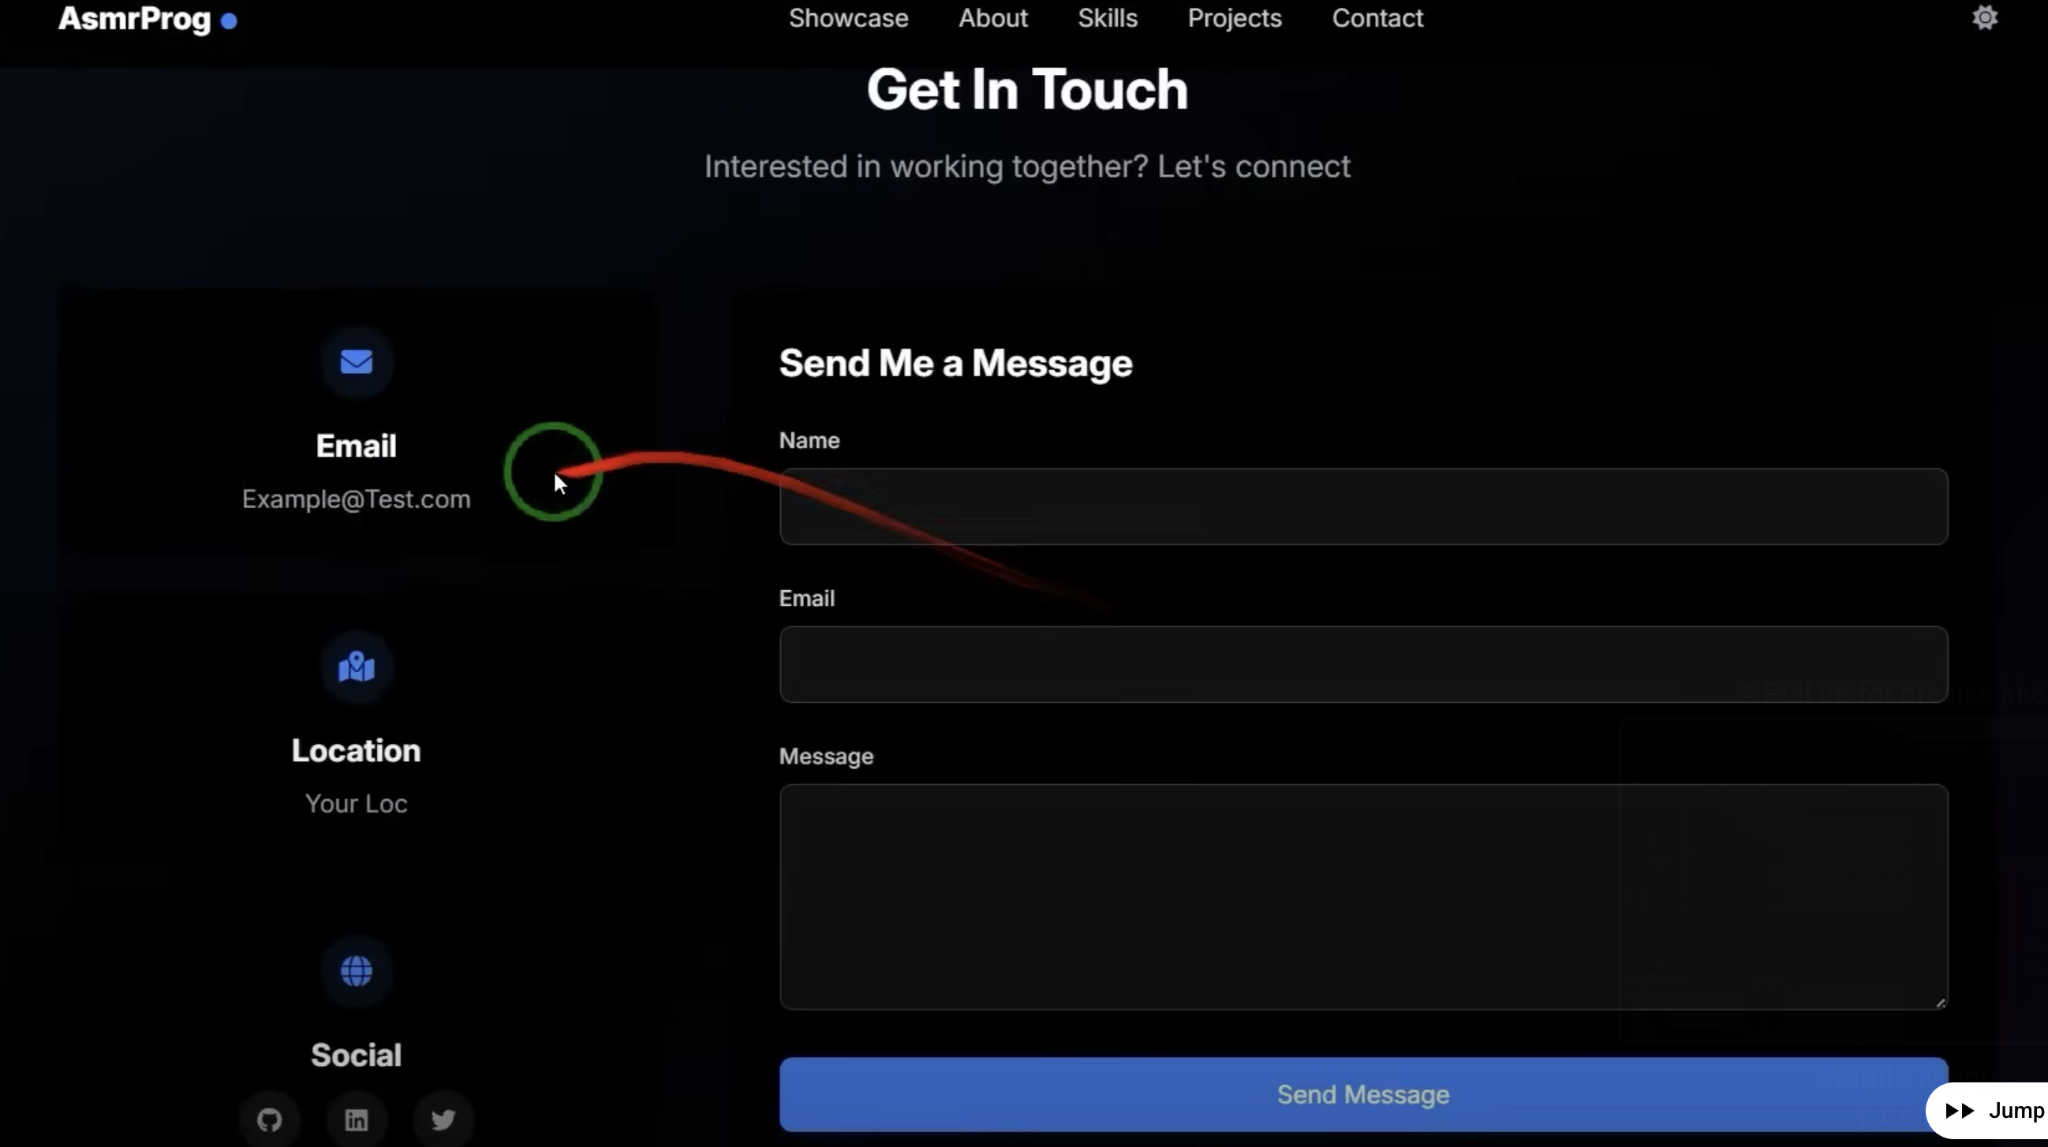 AsmrProg
Showcase About Skills Projects Contact
Get In Touch
Interested in working together? Let's connect
Email
Example@Test.com
Location
Your Loc
Social
Send Me a Message
Name
Email
Message
Send Message
Jump